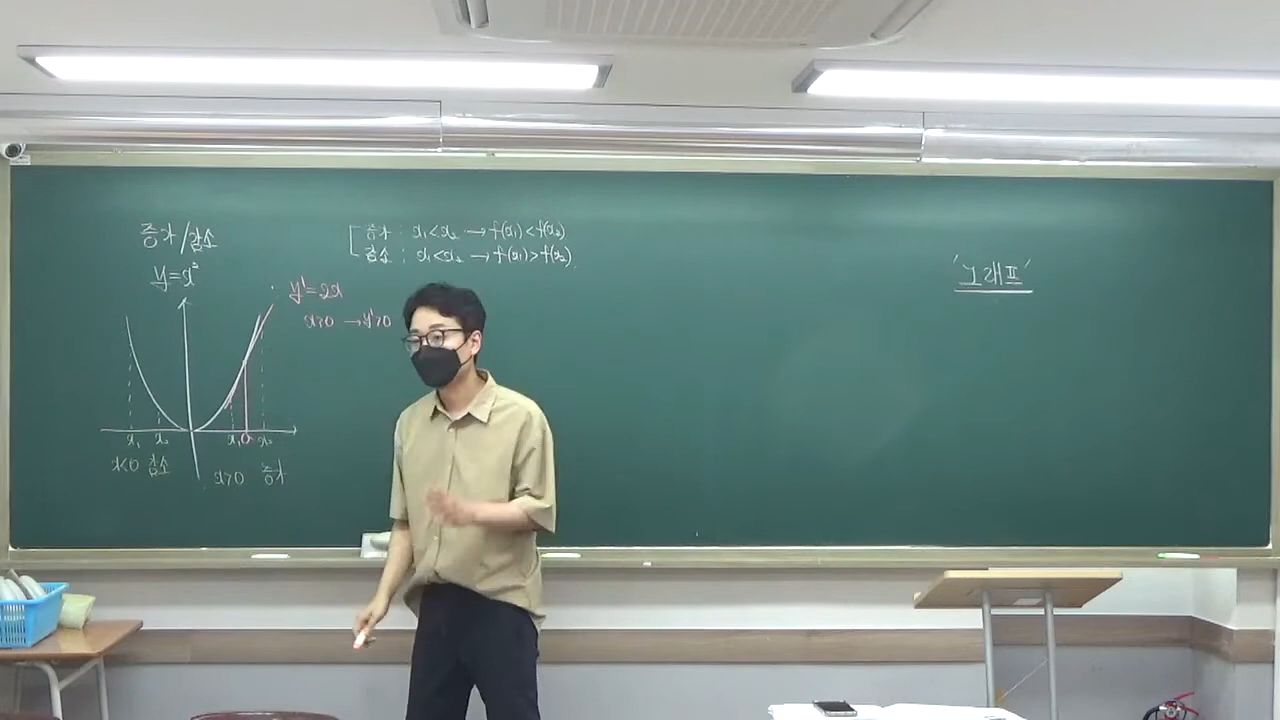 증가/감소
y=x²
증가 : x₁<x₂ → f(x₁)<f(x₂)
감소 : x₁<x₂ → f(x₁)>f(x₂)
y'=2x
x>0 → y'>0
x₁ x₂ x₁ x₂
x<0 감소
x>0 증가
'그래프'